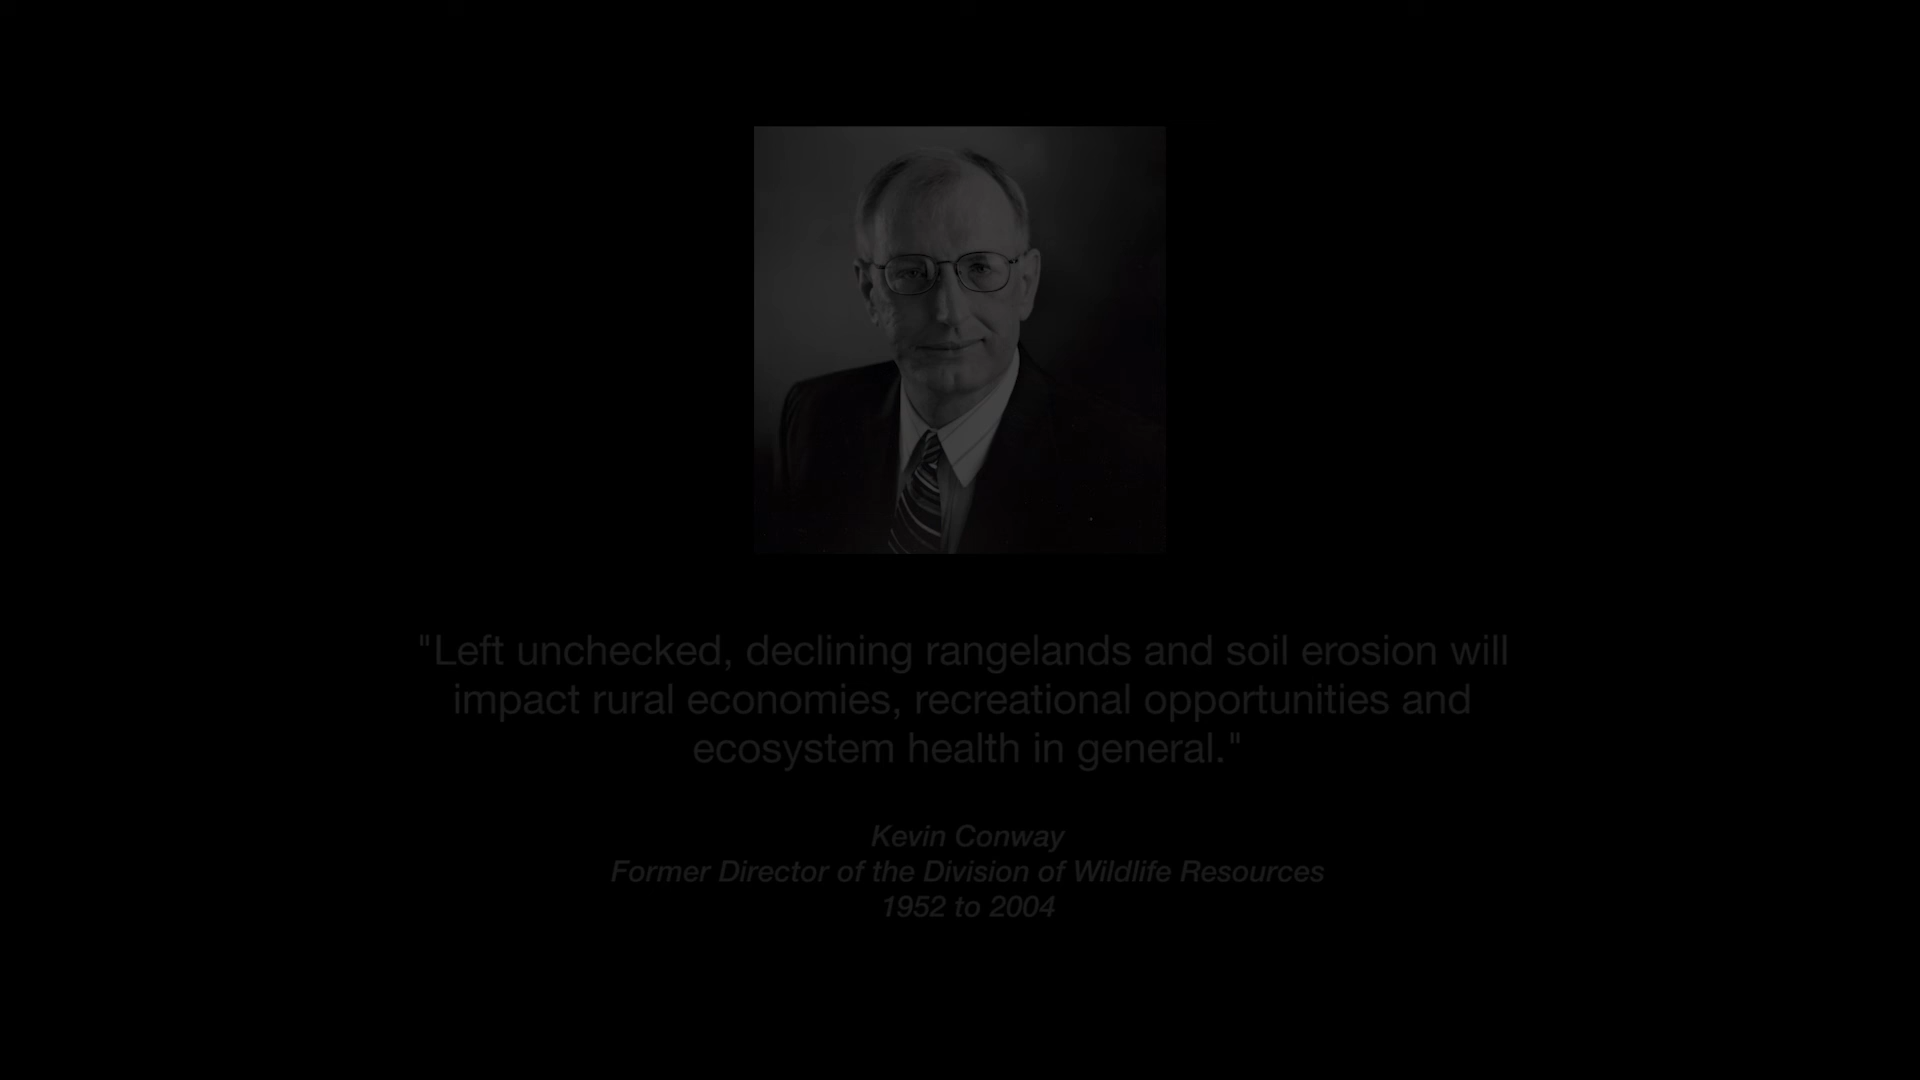 "Left unchecked, declining rangelands and soil erosion will
impact rural economies, recreational opportunities and
ecosystem health in general."
Kevin Conway
Former Director of the Division of Wildlife Resources
1952 to 2004